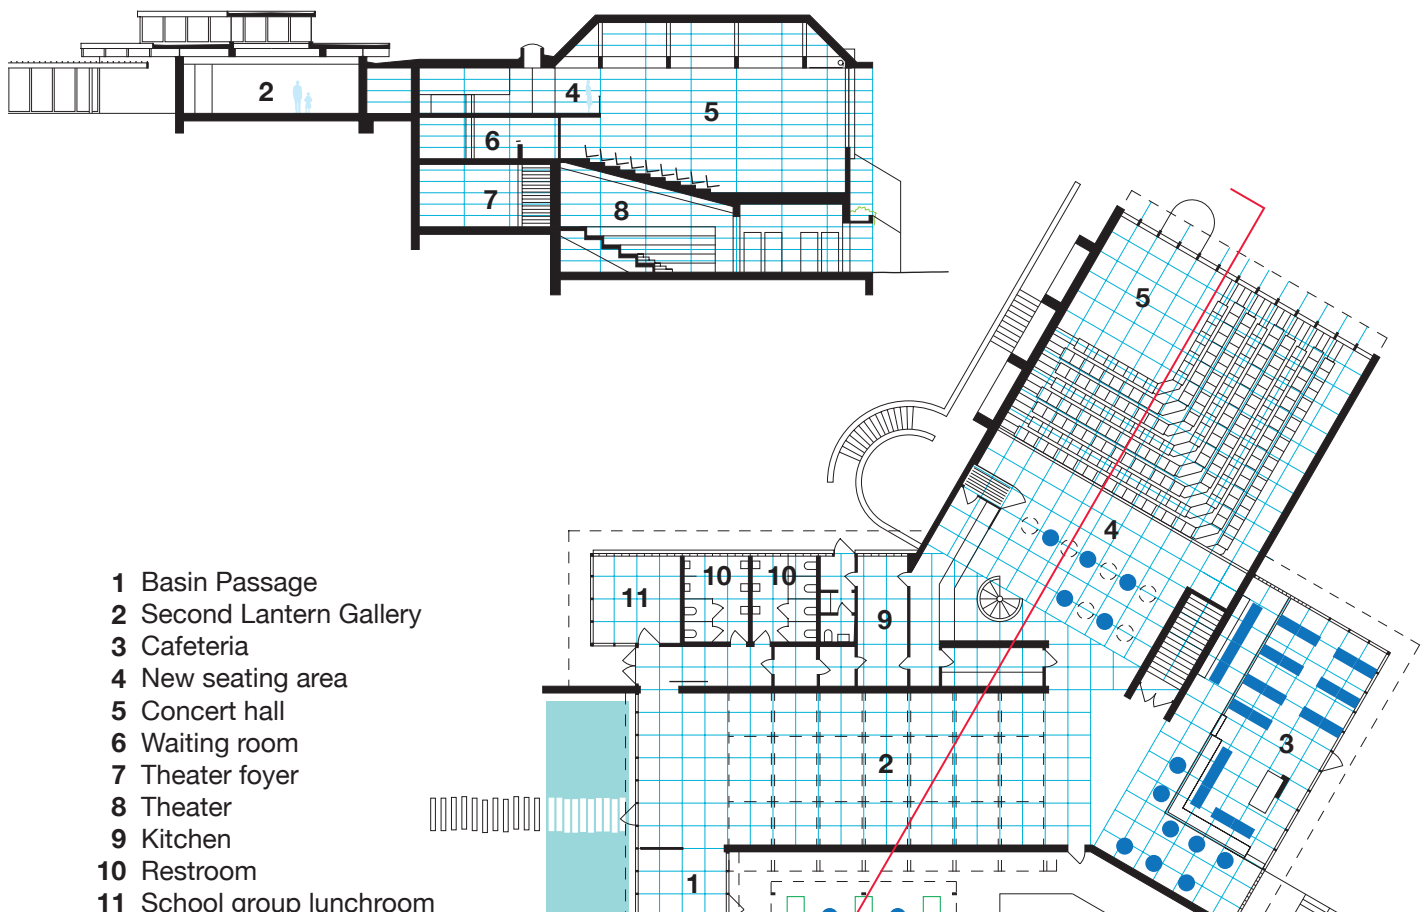 2
4
5
6
7
8
5
4
10
10
11
9
3
2
1
1 Basin Passage
2 Second Lantern Gallery
3 Cafeteria
4 New seating area
5 Concert hall
6 Waiting room
7 Theater foyer
8 Theater
9 Kitchen
10 Restroom
11 School group lunchroom